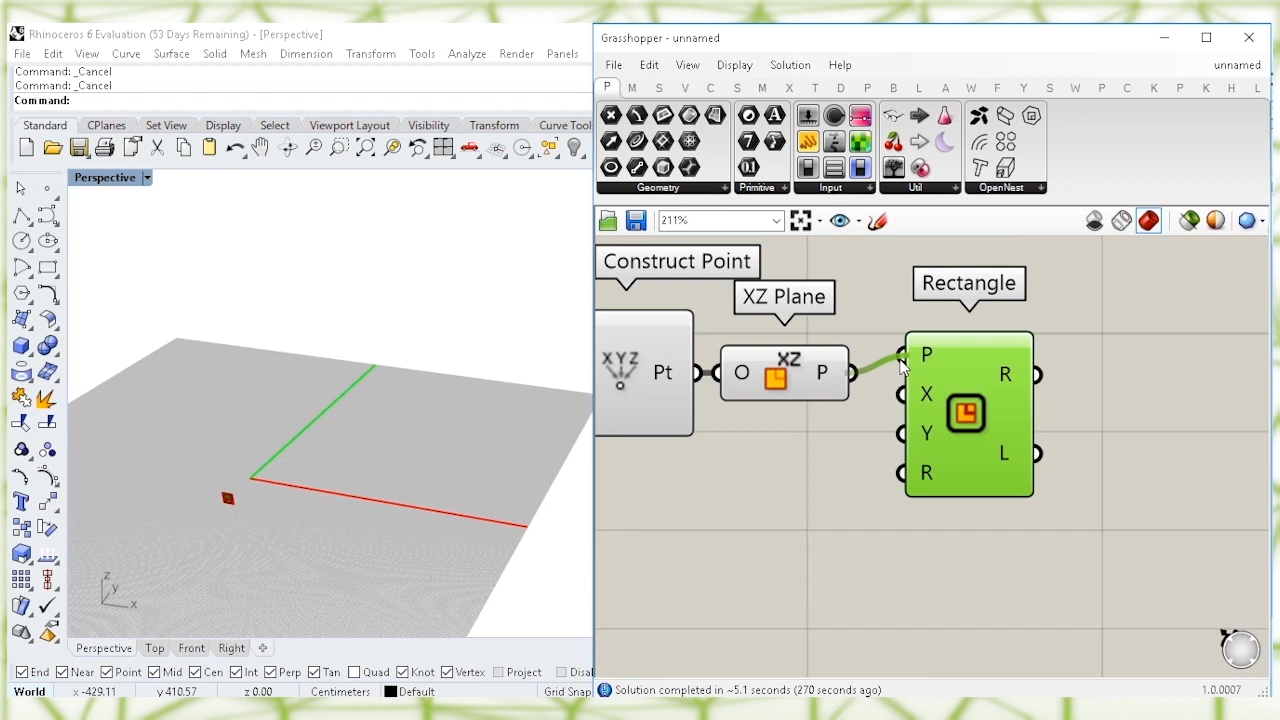 Rhinoceros 6 Evaluation (53 Days Remaining) - [Perspective]
File Edit View Curve Surface Solid Mesh Dimension Transform Tools Analyze Render Panels
Command: _Cancel
Command: _Cancel
Command:
Standard CPlanes Set View Display Select Viewport Layout Visibility Transform Curve Tool
Perspective
z
y
x
Perspective Top Front Right
End Near Point Mid Cen Int Perp Tan Quad Knot Vertex Project Disa
World x -429.11 y 410.57 z 0.00 Centimeters Default Grid Snap
Grasshopper - unnamed
File Edit View Display Solution Help unnamed
P M S V C S M X T D P B L A W F Y S W P C K P K H L
Geometry Primitive Input Util OpenNest
211%
Construct Point
XZ Plane
Rectangle
XYZ Pt
O XZ P
P
X
Y
R
R
L
Solution completed in ~5.1 seconds (270 seconds ago) 1.0.0007